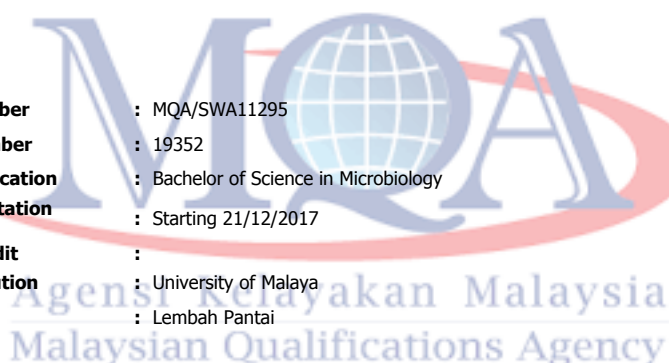 MQA
ber : MQA/SWA11295
ber : 19352
cation : Bachelor of Science in Microbiology
tation : Starting 21/12/2017
dit :
tion : University of Malaya
Agensi Kelayakan Malaysia
: Lembah Pantai
Malaysian Qualifications Agency